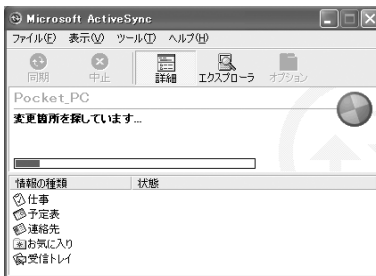 Microsoft ActiveSync
ファイル(F) 表示(V) ツール(T) ヘルプ(H)
同期 中止 詳細 エクスプローラ オプション
Pocket_PC
変更箇所を探しています...
情報の種類 状態
仕事
予定表
連絡先
お気に入り
受信トレイ